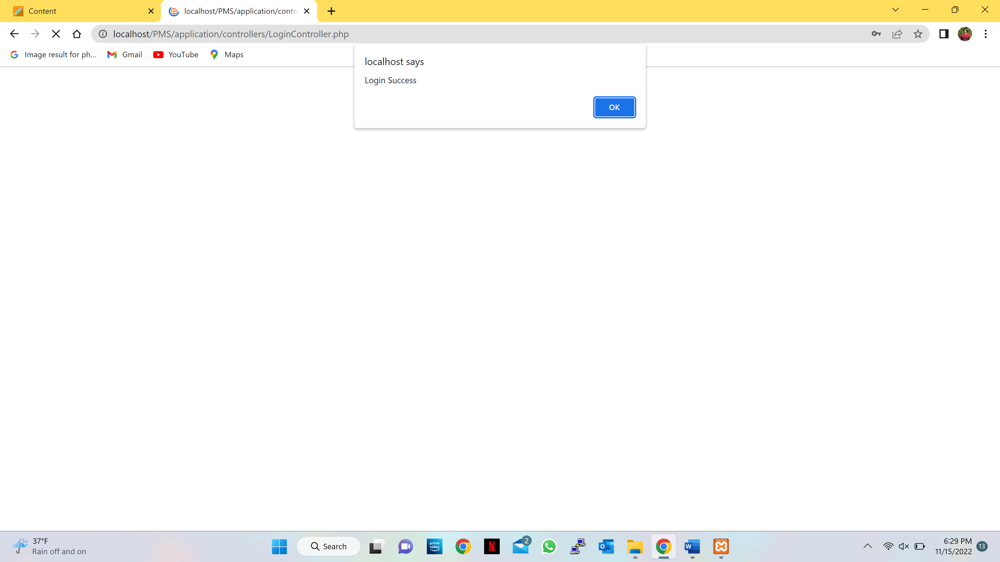 Content
localhost/PMS/application/contro
localhost/PMS/application/controllers/LoginController.php
Image result for ph...
Gmail
YouTube
Maps
localhost says
Login Success
OK
37°F
Rain off and on
Search
prime video
N
2
O
W
6:29 PM
11/15/2022
13